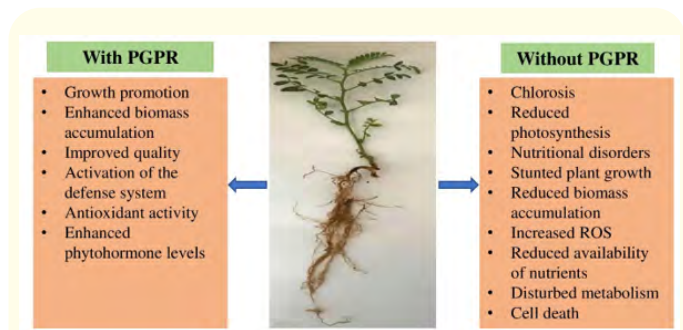 With PGPR
• Growth promotion
• Enhanced biomass
accumulation
• Improved quality
• Activation of the
defense system
• Antioxidant activity
• Enhanced
phytohormone levels
Without PGPR
• Chlorosis
• Reduced
photosynthesis
• Nutritional disorders
• Stunted plant growth
• Reduced biomass
accumulation
• Increased ROS
• Reduced availability
of nutrients
• Disturbed metabolism
• Cell death